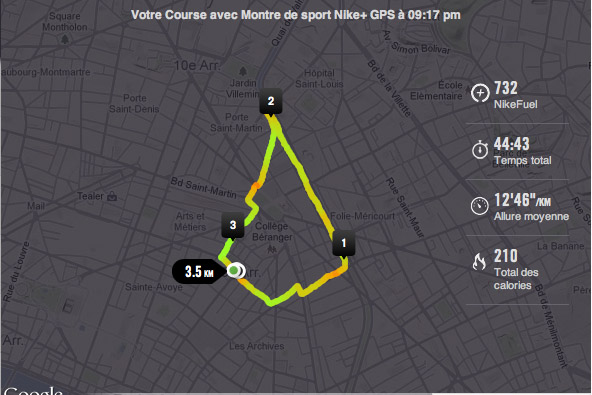 Votre Course avec Montre de sport Nike+ GPS à 09:17 pm
Square
Montholon
Av Simon Bolivar
10e Arr.
aubourg-Montmartre
Hôpital
Saint-Louis
Bd de la Villette
Jardin
Villemin
École
Élémentaire
Porte
Saint-Denis
2
Porte
Saint-Martin
732
NikeFuel
44:43
Temps total
Bd Saint-Martin
Tealer
Rue Saint-Maur
12'46"/KM
Allure moyenne
Mail
Arts et
Métiers
3
Collège
Béranger
Folie-Méricourt
1
Rue du Louvre
3.5 KM
Arr.
La Banane
210
Total des
calories
Sainte-Avoye
Bd de Ménilmontant
Arr.
Les Archives
Google